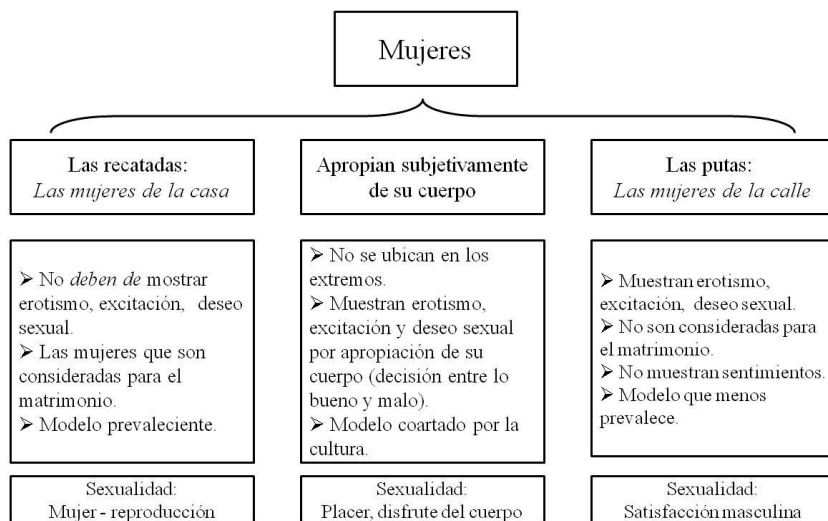 Mujeres
Las recatadas:
Las mujeres de la casa
Apropian subjetivamente
de su cuerpo
Las putas:
Las mujeres de la calle
➢ No deben de mostrar
erotismo, excitación, deseo
sexual.
➢ Las mujeres que son
consideradas para el
matrimonio.
➢ Modelo prevaleciente.
➢ No se ubican en los
extremos.
➢ Muestran erotismo,
excitación y deseo sexual
por apropiación de su
cuerpo (decisión entre lo
bueno y malo).
➢ Modelo coartado por la
cultura.
➢ Muestran erotismo,
excitación, deseo sexual.
➢ No son consideradas para
el matrimonio.
➢ No muestran sentimientos.
➢ Modelo que menos
prevalece.
Sexualidad:
Mujer - reproducción
Sexualidad:
Placer, disfrute del cuerpo
Sexualidad:
Satisfacción masculina